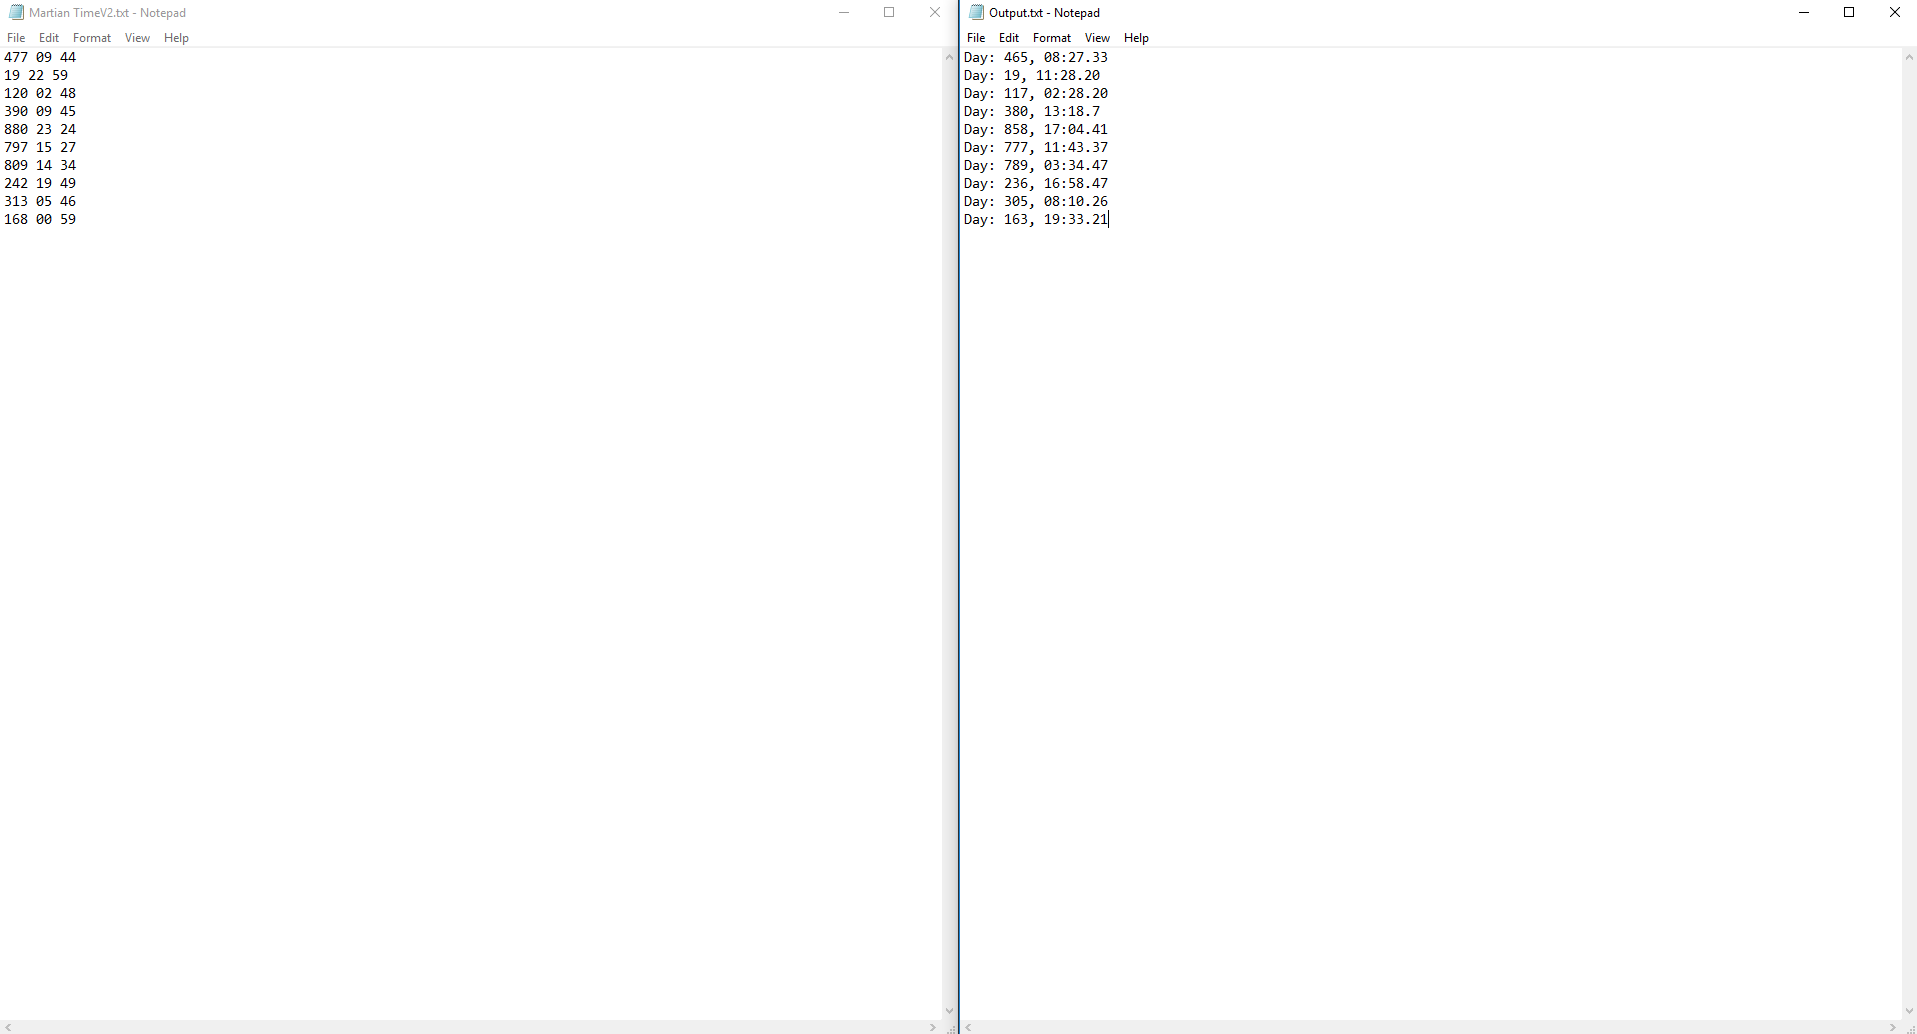 Martian TimeV2.txt - Notepad
File Edit Format View Help
477 09 44
19 22 59
120 02 48
390 09 45
880 23 24
797 15 27
809 14 34
242 19 49
313 05 46
168 00 59
Output.txt - Notepad
File Edit Format View Help
Day: 465, 08:27.33
Day: 19, 11:28.20
Day: 117, 02:28.20
Day: 380, 13:18.7
Day: 858, 17:04.41
Day: 777, 11:43.37
Day: 789, 03:34.47
Day: 236, 16:58.47
Day: 305, 08:10.26
Day: 163, 19:33.21